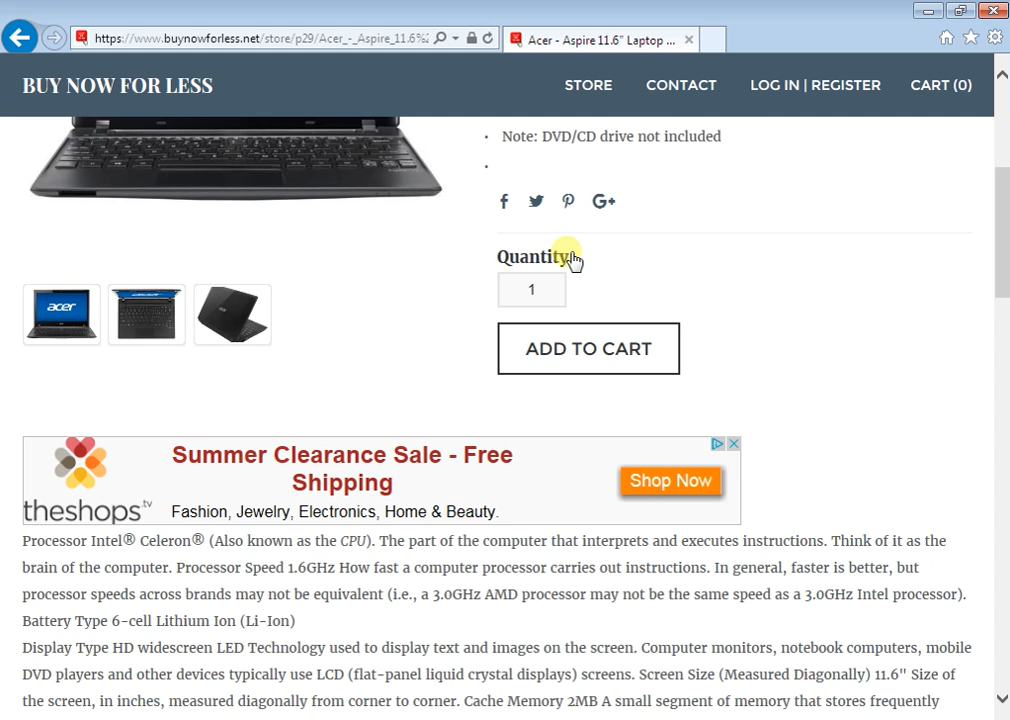 https://www.buynowforless.net/store/p29/Acer_-_Aspire_11.6%
Acer - Aspire 11.6" Laptop ...
BUY NOW FOR LESS
STORE
CONTACT
LOG IN | REGISTER
CART (0)
· Note: DVD/CD drive not included
·
Quantity
1
ADD TO CART
acer
Summer Clearance Sale - Free
Shipping
Shop Now
theshops tv
Fashion, Jewelry, Electronics, Home & Beauty.
Processor Intel® Celeron® (Also known as the CPU). The part of the computer that interprets and executes instructions. Think of it as the
brain of the computer. Processor Speed 1.6GHz How fast a computer processor carries out instructions. In general, faster is better, but
processor speeds across brands may not be equivalent (i.e., a 3.0GHz AMD processor may not be the same speed as a 3.0GHz Intel processor).
Battery Type 6-cell Lithium Ion (Li-Ion)
Display Type HD widescreen LED Technology used to display text and images on the screen. Computer monitors, notebook computers, mobile
DVD players and other devices typically use LCD (flat-panel liquid crystal displays) screens. Screen Size (Measured Diagonally) 11.6" Size of
the screen, in inches, measured diagonally from corner to corner. Cache Memory 2MB A small segment of memory that stores frequently